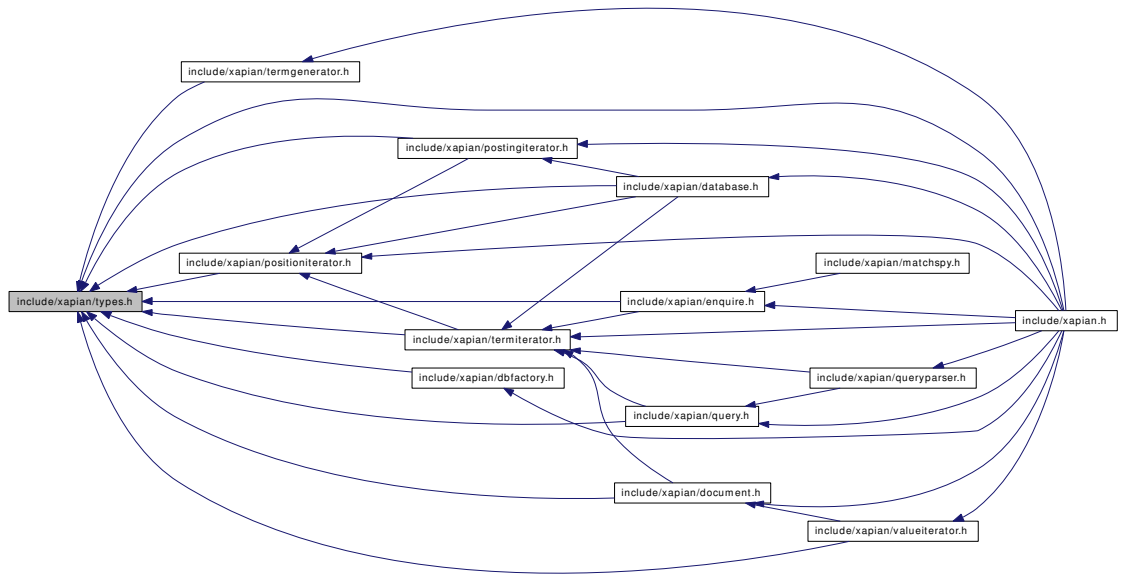 include/xapian/termgenerator.h
include/xapian/postingiterator.h
include/xapian/database.h
include/xapian/positioniterator.h
include/xapian/matchspy.h
include/xapian/types.h
include/xapian/enquire.h
include/xapian.h
include/xapian/termiterator.h
include/xapian/dbfactory.h
include/xapian/queryparser.h
include/xapian/query.h
include/xapian/document.h
include/xapian/valueiterator.h